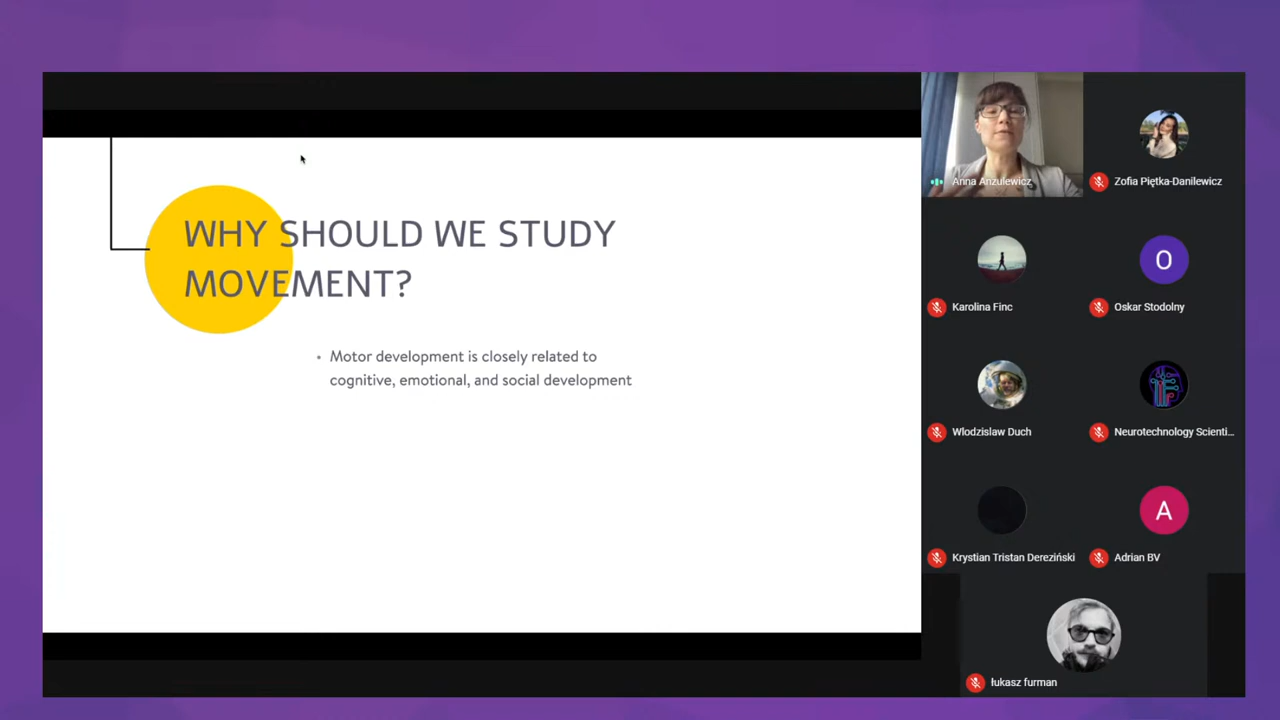 WHY SHOULD WE STUDY
MOVEMENT?
• Motor development is closely related to
cognitive, emotional, and social development
Anna Anzulewicz
Zofia Piętka-Danilewicz
Karolina Finc
O
Oskar Stodolny
Wlodzislaw Duch
Neurotechnology Scienti...
Krystian Tristan Dereziński
A
Adrian BV
łukasz furman